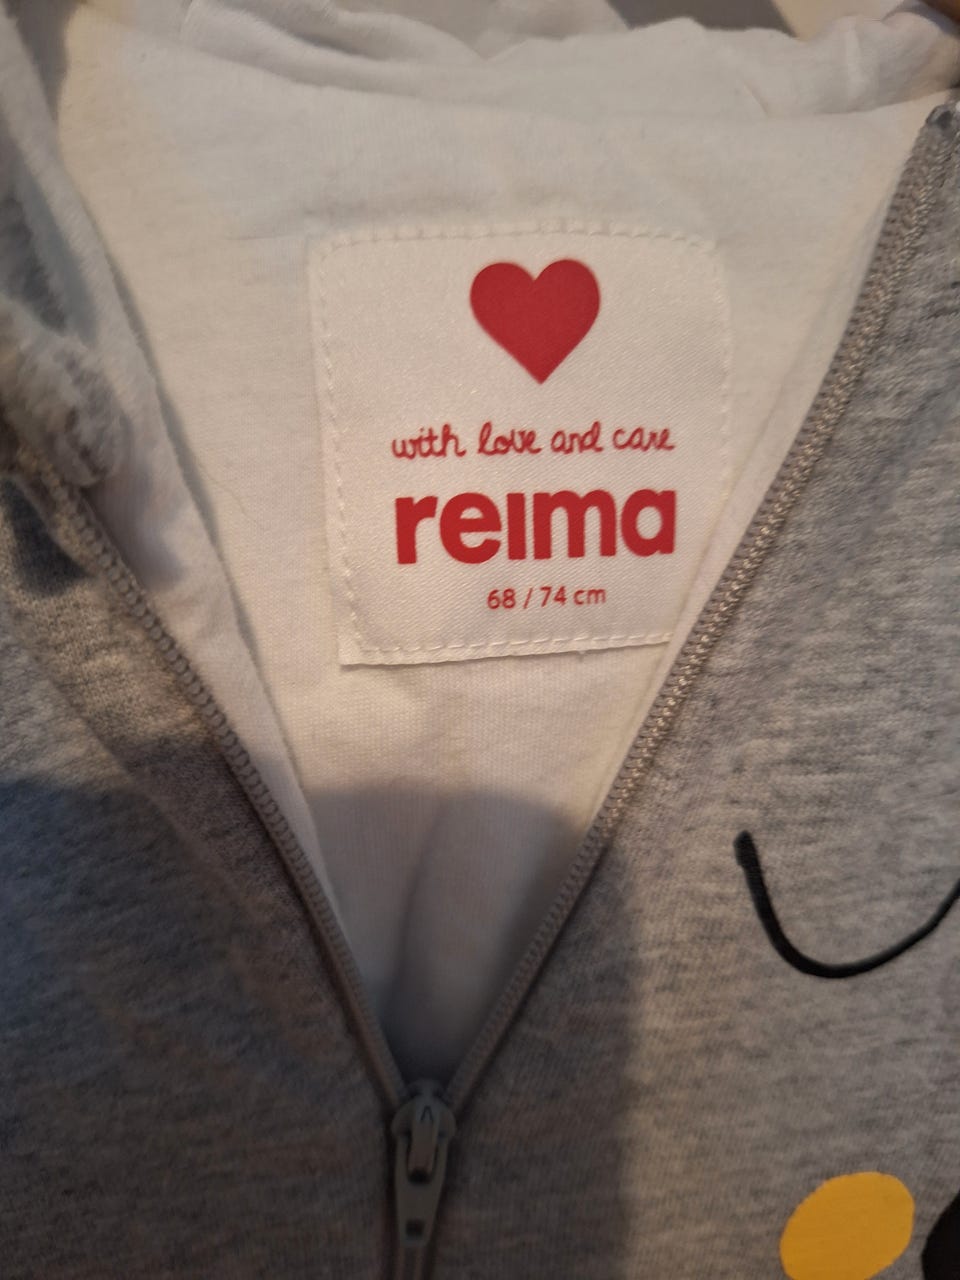 with love and care
reima
68 / 74 cm